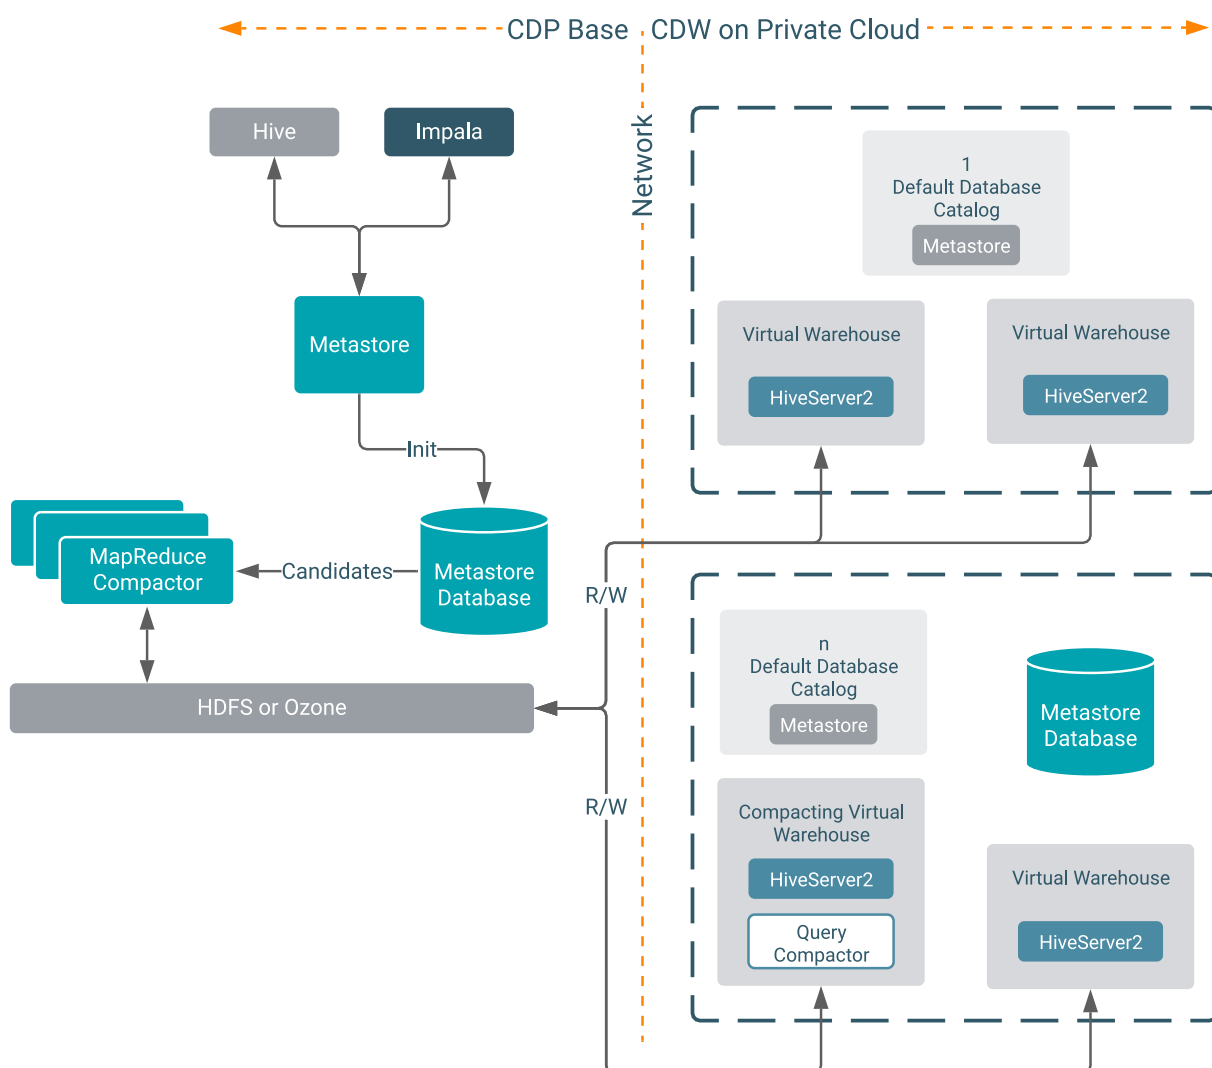 CDP Base
CDW on Private Cloud
Network
Hive
Impala
Metastore
Init
Metastore
Database
Candidates
MapReduce
Compactor
HDFS or Ozone
R/W
R/W
1
Default Database
Catalog
Metastore
Virtual Warehouse
HiveServer2
Virtual Warehouse
HiveServer2
n
Default Database
Catalog
Metastore
Metastore
Database
Compacting Virtual
Warehouse
HiveServer2
Query
Compactor
Virtual Warehouse
HiveServer2